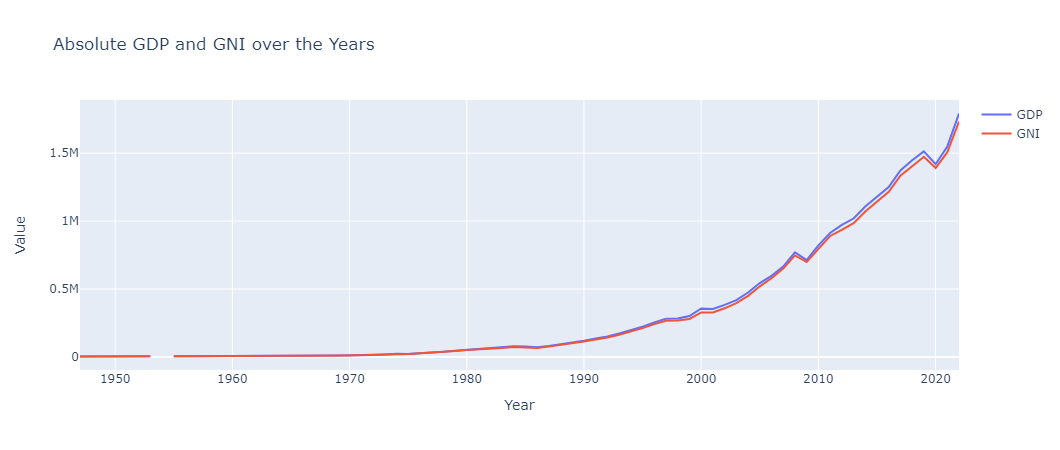 Absolute GDP and GNI over the Years
GDP
GNI
1.5M
1M
0.5M
0
Value
1950 1960 1970 1980 1990 2000 2010 2020
Year